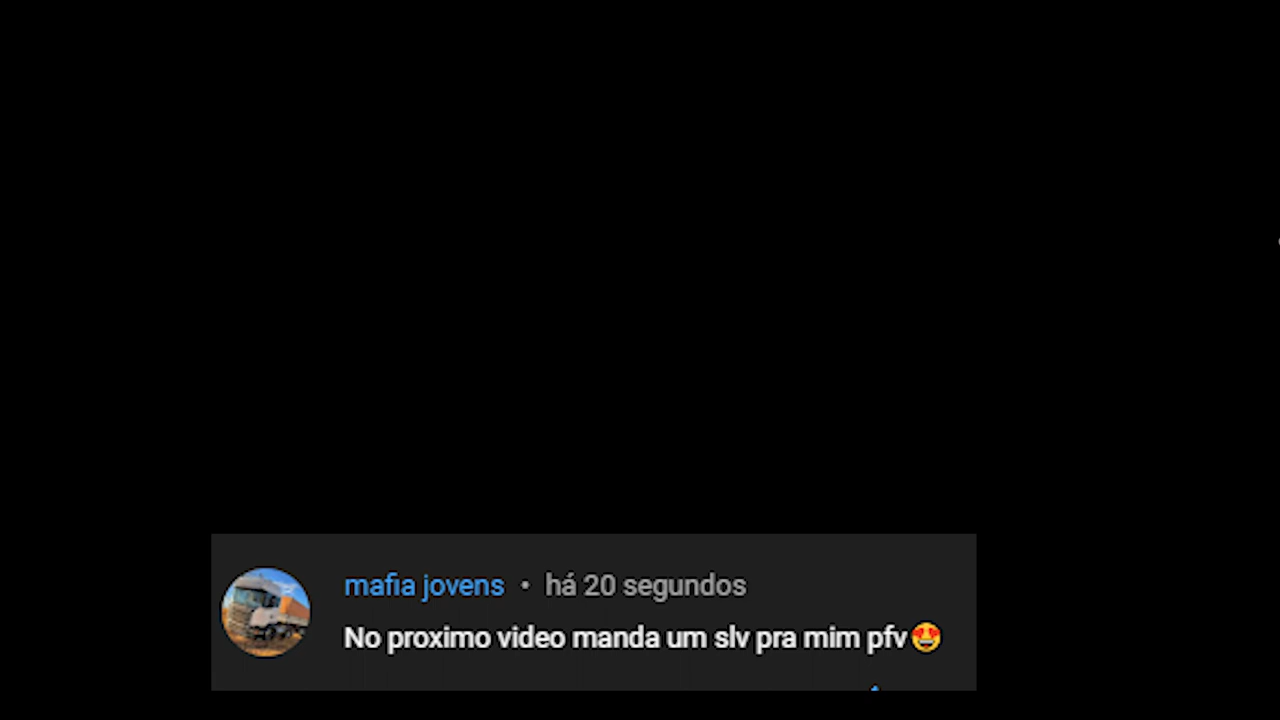 mafia jovens • há 20 segundos
No proximo video manda um slv pra mim pfv🤩